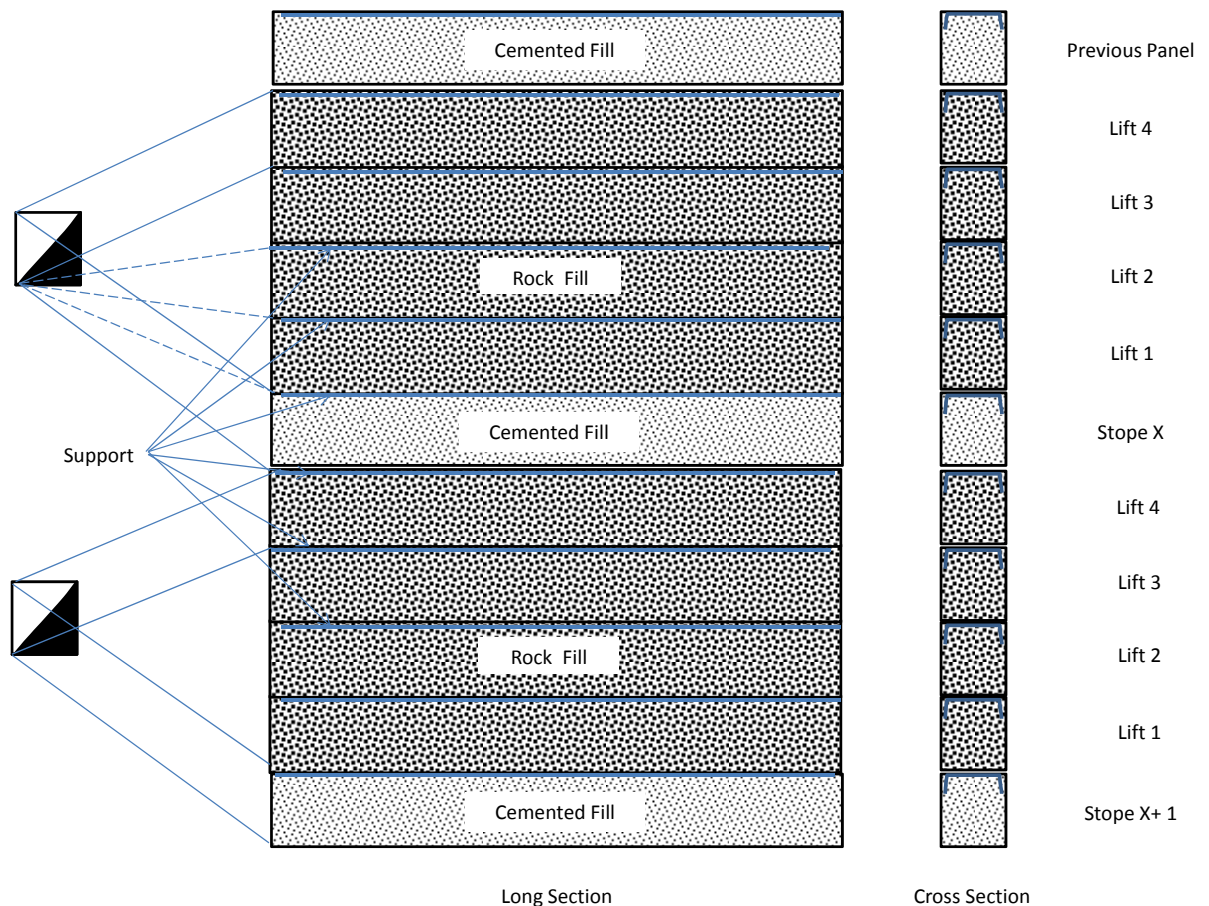 Cemented Fill
Previous Panel
Lift 4
Lift 3
Rock Fill
Lift 2
Lift 1
Cemented Fill
Stope X
Support
Lift 4
Lift 3
Rock Fill
Lift 2
Lift 1
Cemented Fill
Stope X+ 1
Long Section
Cross Section